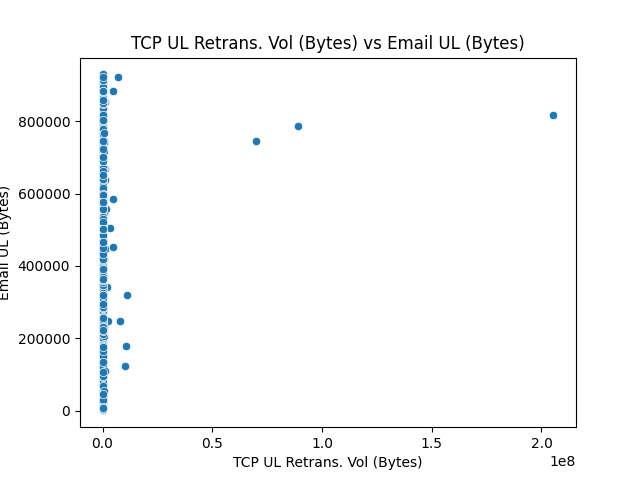 TCP UL Retrans. Vol (Bytes) vs Email UL (Bytes)
800000
600000
400000
200000
0
Email UL (Bytes)
0.0 0.5 1.0 1.5 2.0
1e8
TCP UL Retrans. Vol (Bytes)